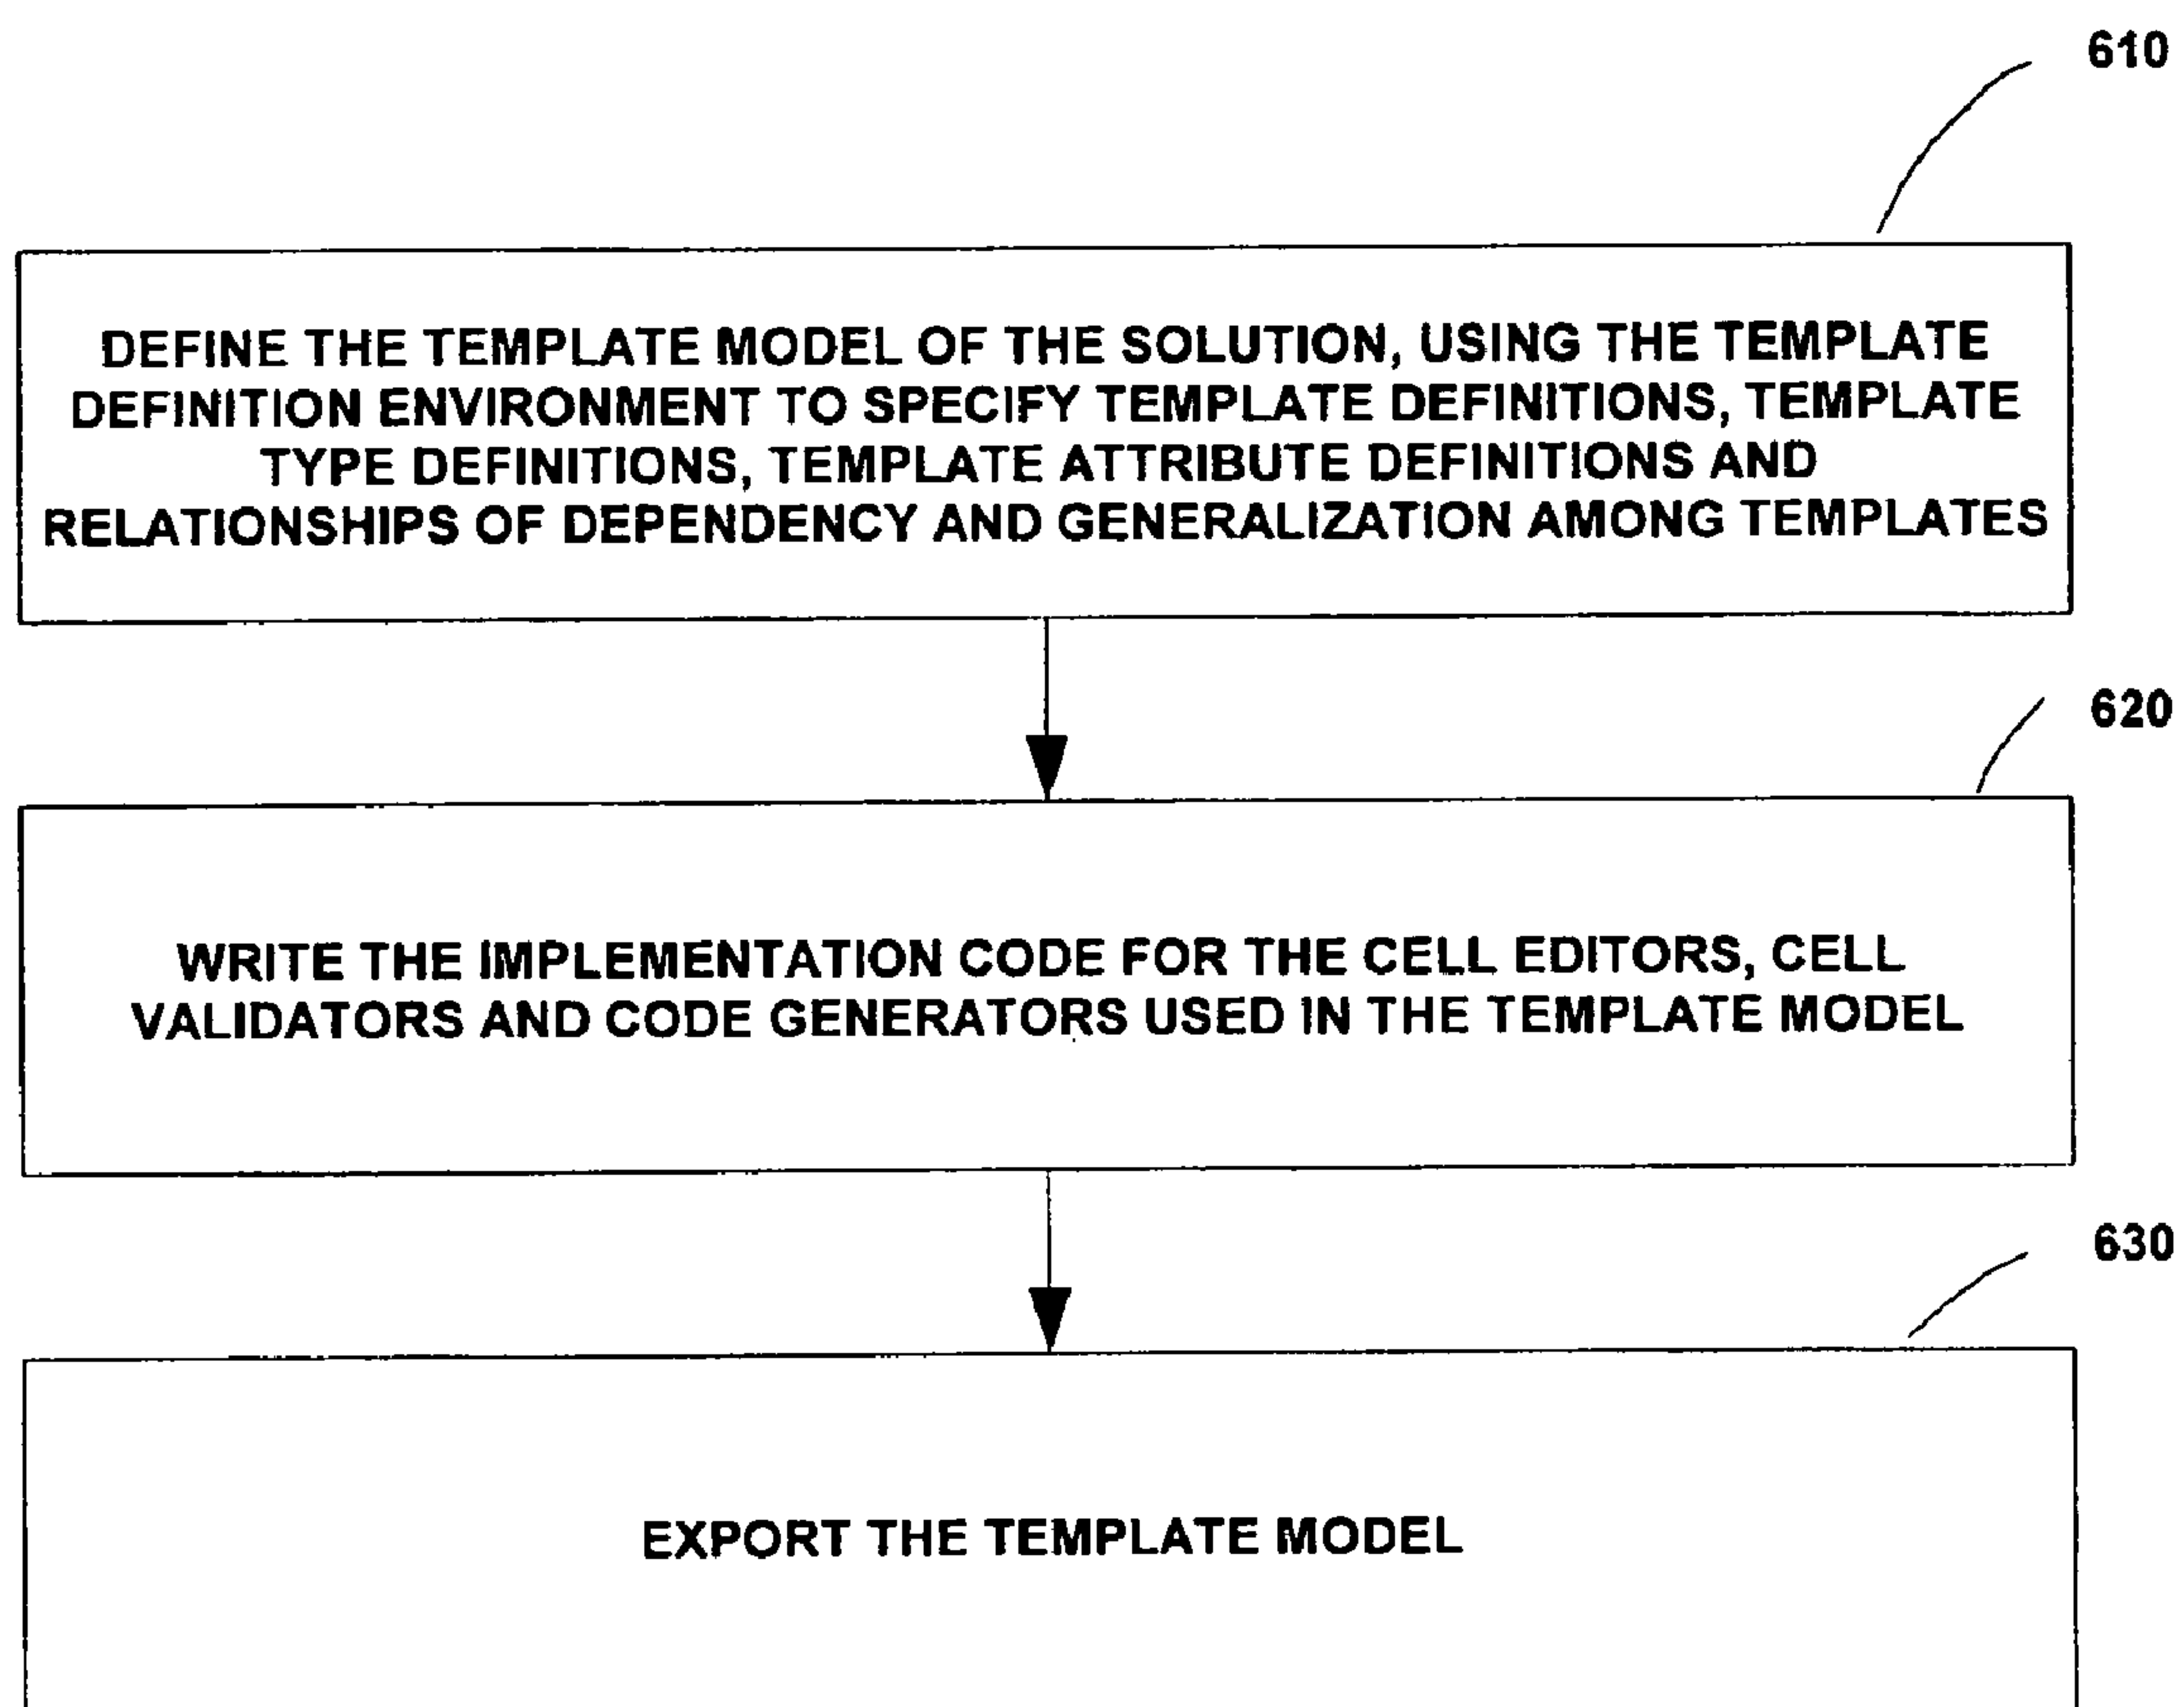 610
DEFINE THE TEMPLATE MODEL OF THE SOLUTION, USING THE TEMPLATE
DEFINITION ENVIRONMENT TO SPECIFY TEMPLATE DEFINITIONS, TEMPLATE
TYPE DEFINITIONS, TEMPLATE ATTRIBUTE DEFINITIONS AND
RELATIONSHIPS OF DEPENDENCY AND GENERALIZATION AMONG TEMPLATES
620
WRITE THE IMPLEMENTATION CODE FOR THE CELL EDITORS, CELL
VALIDATORS AND CODE GENERATORS USED IN THE TEMPLATE MODEL
630
EXPORT THE TEMPLATE MODEL